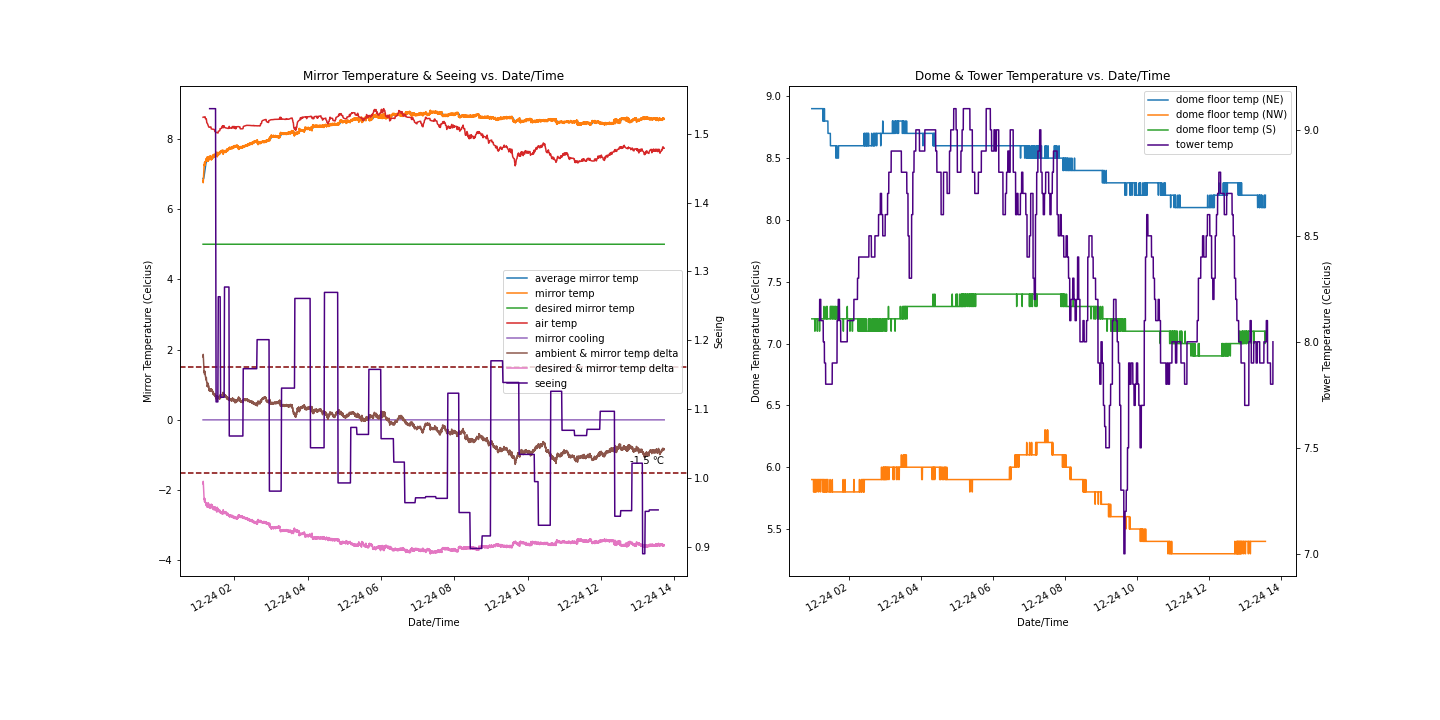 Mirror Temperature & Seeing vs. Date/Time
Mirror Temperature (Celcius)
8
6
4
2
0
−2
−4
1.5
1.4
1.3
1.2
1.1
1.0
0.9
Seeing
average mirror temp
mirror temp
desired mirror temp
air temp
mirror cooling
ambient & mirror temp delta
desired & mirror temp delta
seeing
-1.5 °C
12-24 02
12-24 04
12-24 06
12-24 08
12-24 10
12-24 12
12-24 14
Date/Time
Dome & Tower Temperature vs. Date/Time
Dome Temperature (Celcius)
9.0
8.5
8.0
7.5
7.0
6.5
6.0
5.5
dome floor temp (NE)
dome floor temp (NW)
dome floor temp (S)
tower temp
9.0
8.5
8.0
7.5
7.0
Tower Temperature (Celcius)
12-24 02
12-24 04
12-24 06
12-24 08
12-24 10
12-24 12
12-24 14
Date/Time